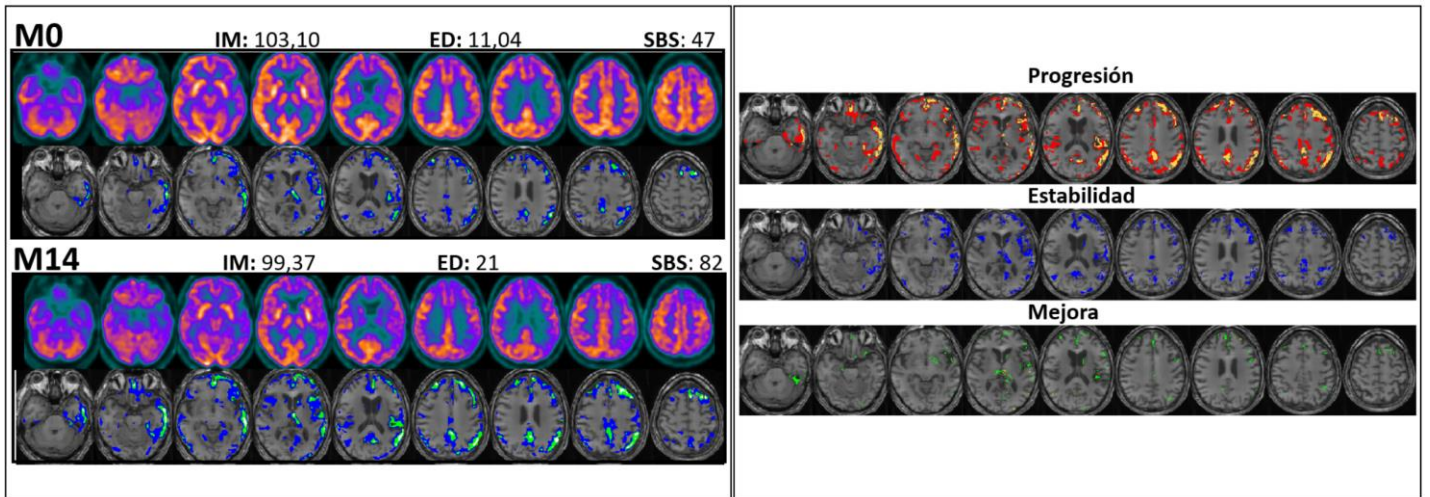 M0 IM: 103,10 ED: 11,04 SBS: 47
M14 IM: 99,37 ED: 21 SBS: 82
Progresión
Estabilidad
Mejora